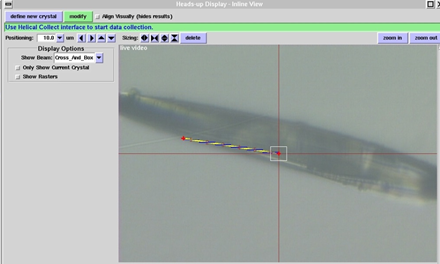 Heads-up Display - Inline View
define new crystal modify Align Visually (hides results)
Use Helical Collect interface to start data collection.
Positioning: 10.0 um Sizing: delete zoom in zoom out
Display Options
Show Beam: Cross_And_Box
Only Show Current Crystal
Show Rasters
live video